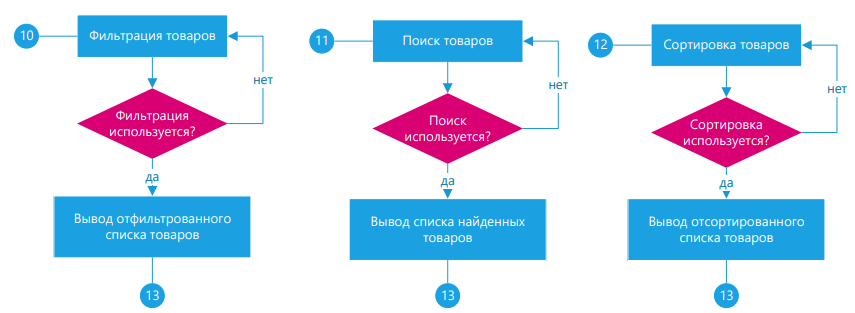 10
Фильтрация товаров
нет
Фильтрация
используется?
да
Вывод отфильтрованного
списка товаров
13
11
Поиск товаров
нет
Поиск
используется?
да
Вывод списка найденных
товаров
13
12
Сортировка товаров
нет
Сортировка
используется?
да
Вывод отсортированного
списка товаров
13